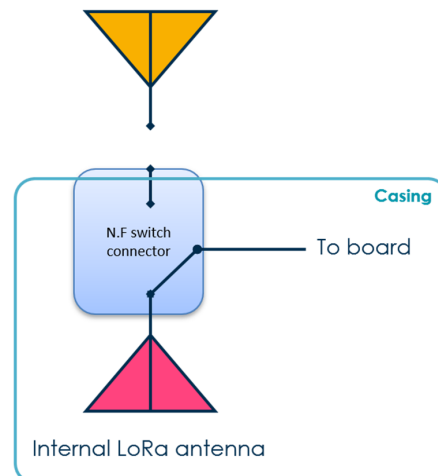 Casing
N.F switch
connector
To board
Internal LoRa antenna